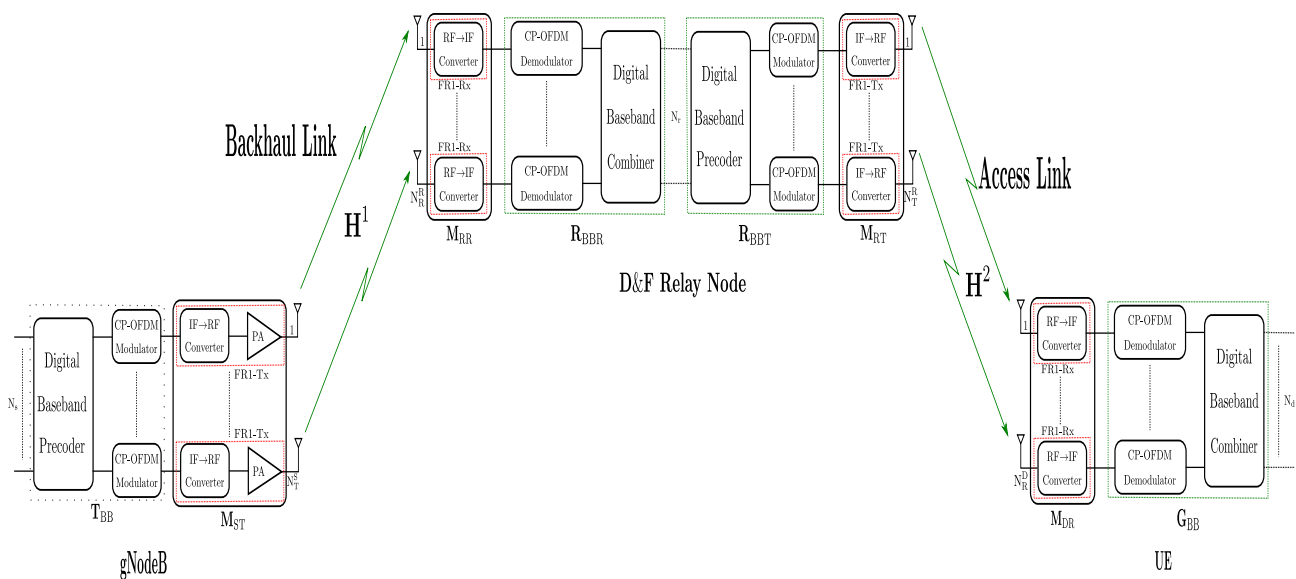 1
RF→IF
Converter
FR1-Rx
FR1-Rx
RF→IF
Converter
N_R^R
M_RR
CP-OFDM
Demodulator
CP-OFDM
Demodulator
Digital
Baseband
Combiner
R_BBR
N_r
Digital
Baseband
Precoder
CP-OFDM
Modulator
CP-OFDM
Modulator
R_BBT
IF→RF
Converter
FR1-Tx
FR1-Tx
IF→RF
Converter
1
N_T^R
M_RT
D&F Relay Node
Backhaul Link
H^1
Access Link
H^2
N_s
Digital
Baseband
Precoder
CP-OFDM
Modulator
CP-OFDM
Modulator
T_BB
IF→RF
Converter
PA
1
FR1-Tx
FR1-Tx
IF→RF
Converter
PA
N_T^S
M_ST
gNodeB
1
RF→IF
Converter
FR1-Rx
FR1-Rx
RF→IF
Converter
N_R^D
M_DR
CP-OFDM
Demodulator
CP-OFDM
Demodulator
Digital
Baseband
Combiner
N_d
G_BB
UE